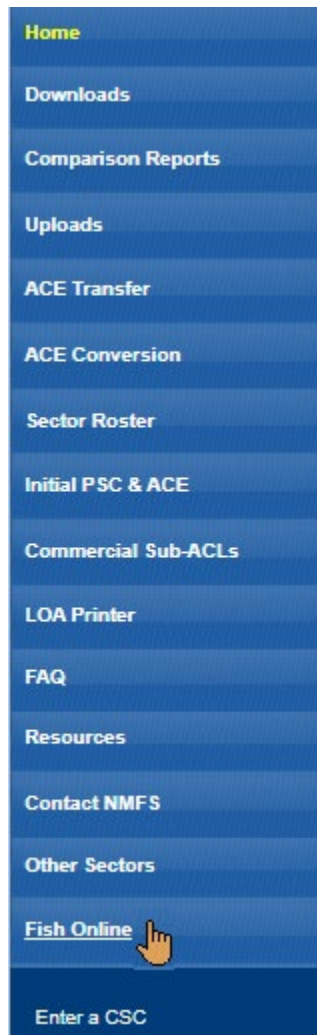 Home
Downloads
Comparison Reports
Uploads
ACE Transfer
ACE Conversion
Sector Roster
Initial PSC & ACE
Commercial Sub-ACLs
LOA Printer
FAQ
Resources
Contact NMFS
Other Sectors
Fish Online
Enter a CSC